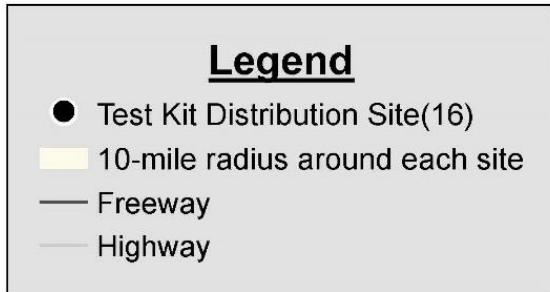 Legend
Test Kit Distribution Site(16)
10-mile radius around each site
Freeway
Highway